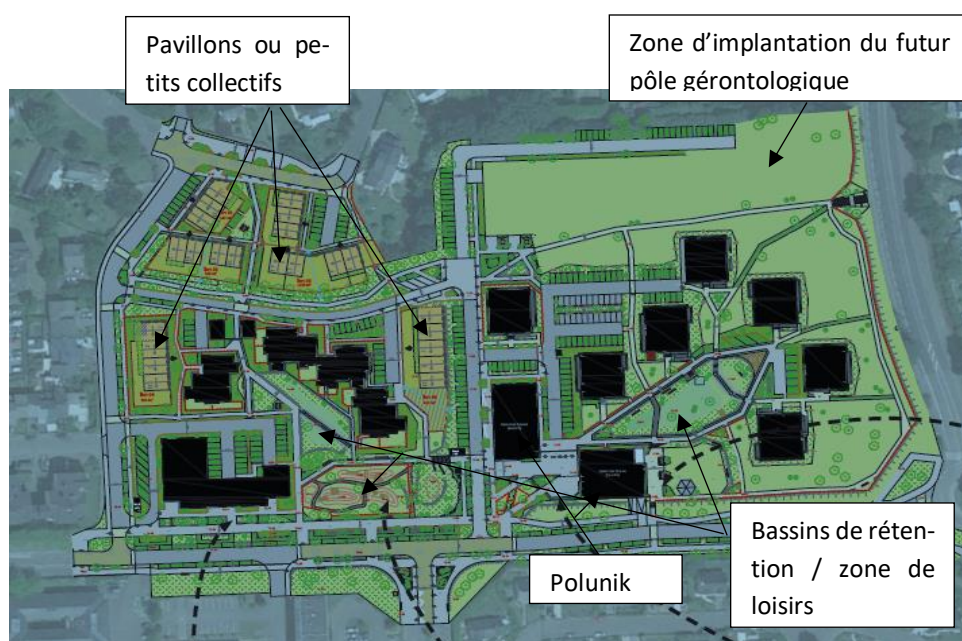 Pavillons ou pe-
tits collectifs
Zone d'implantation du futur
pôle gérontologique
Bassins de réten-
tion / zone de
loisirs
Polunik